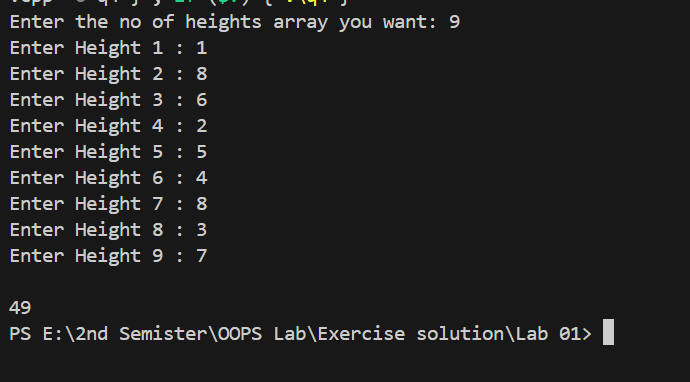 Enter the no of heights array you want: 9
Enter Height 1 : 1
Enter Height 2 : 8
Enter Height 3 : 6
Enter Height 4 : 2
Enter Height 5 : 5
Enter Height 6 : 4
Enter Height 7 : 8
Enter Height 8 : 3
Enter Height 9 : 7
49
PS E:\2nd Semister\OOPS Lab\Exercise solution\Lab 01>